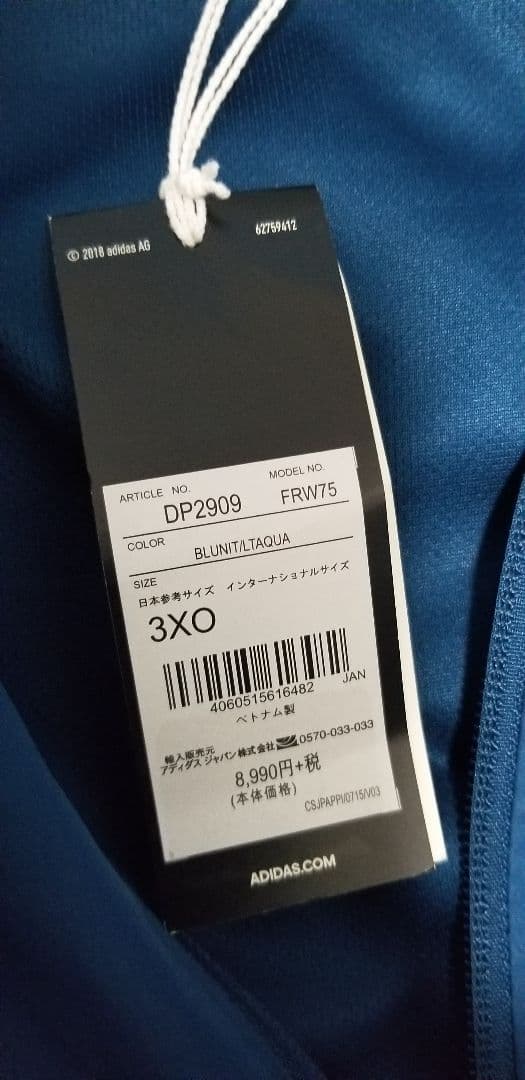 © 2018 adidas AG 62759412
ARTICLE NO. MODEL NO.
DP2909 FRW75
COLOR
BLUNIT/LTAQUA
SIZE
日本参考サイズ インターナショナルサイズ
3XO
4060515616482 JAN
ベトナム製
輸入販売元
アディダス ジャパン株式会社 0570-033-033
8,990円+税
(本体価格)
CSJPAPPI/0715/V03
ADIDAS.COM